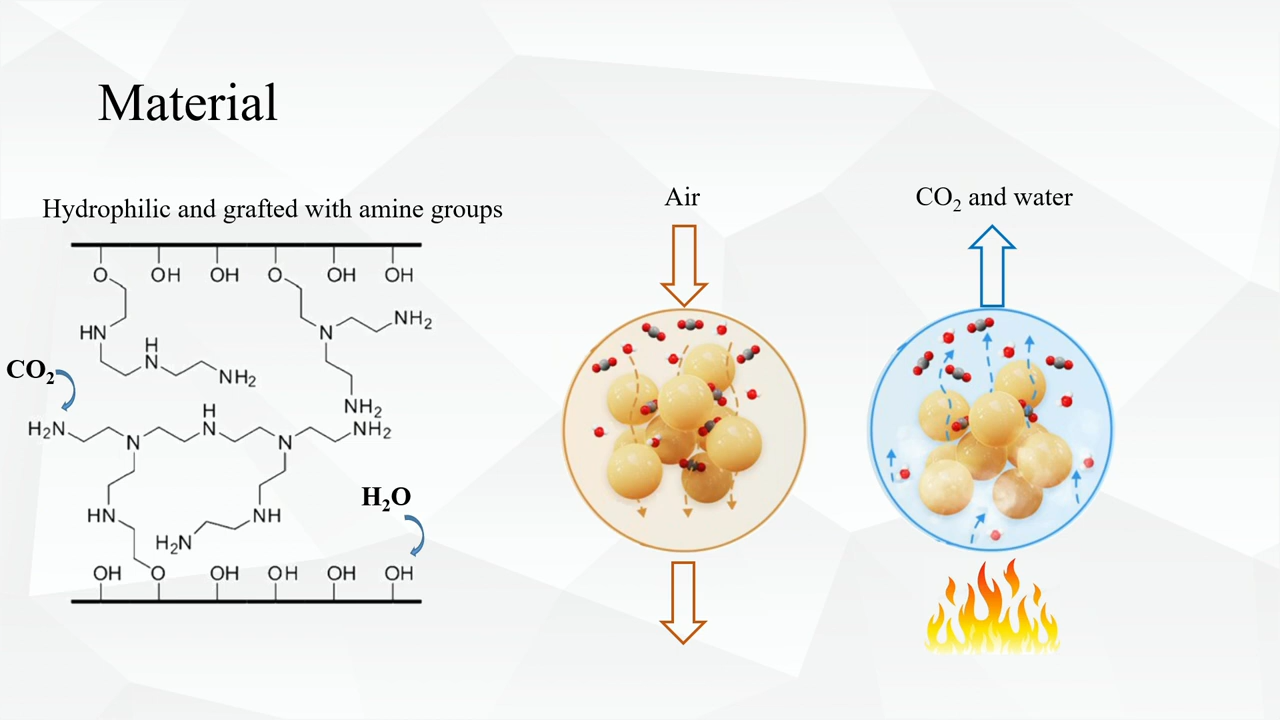 Material
Hydrophilic and grafted with amine groups
Air
CO₂ and water
O OH OH O OH OH
HN
H
N
NH₂
N
NH₂
NH₂
CO₂
H₂N
N
H
N
N
NH₂
HN
H₂N
NH
H₂O
OH O OH OH OH OH